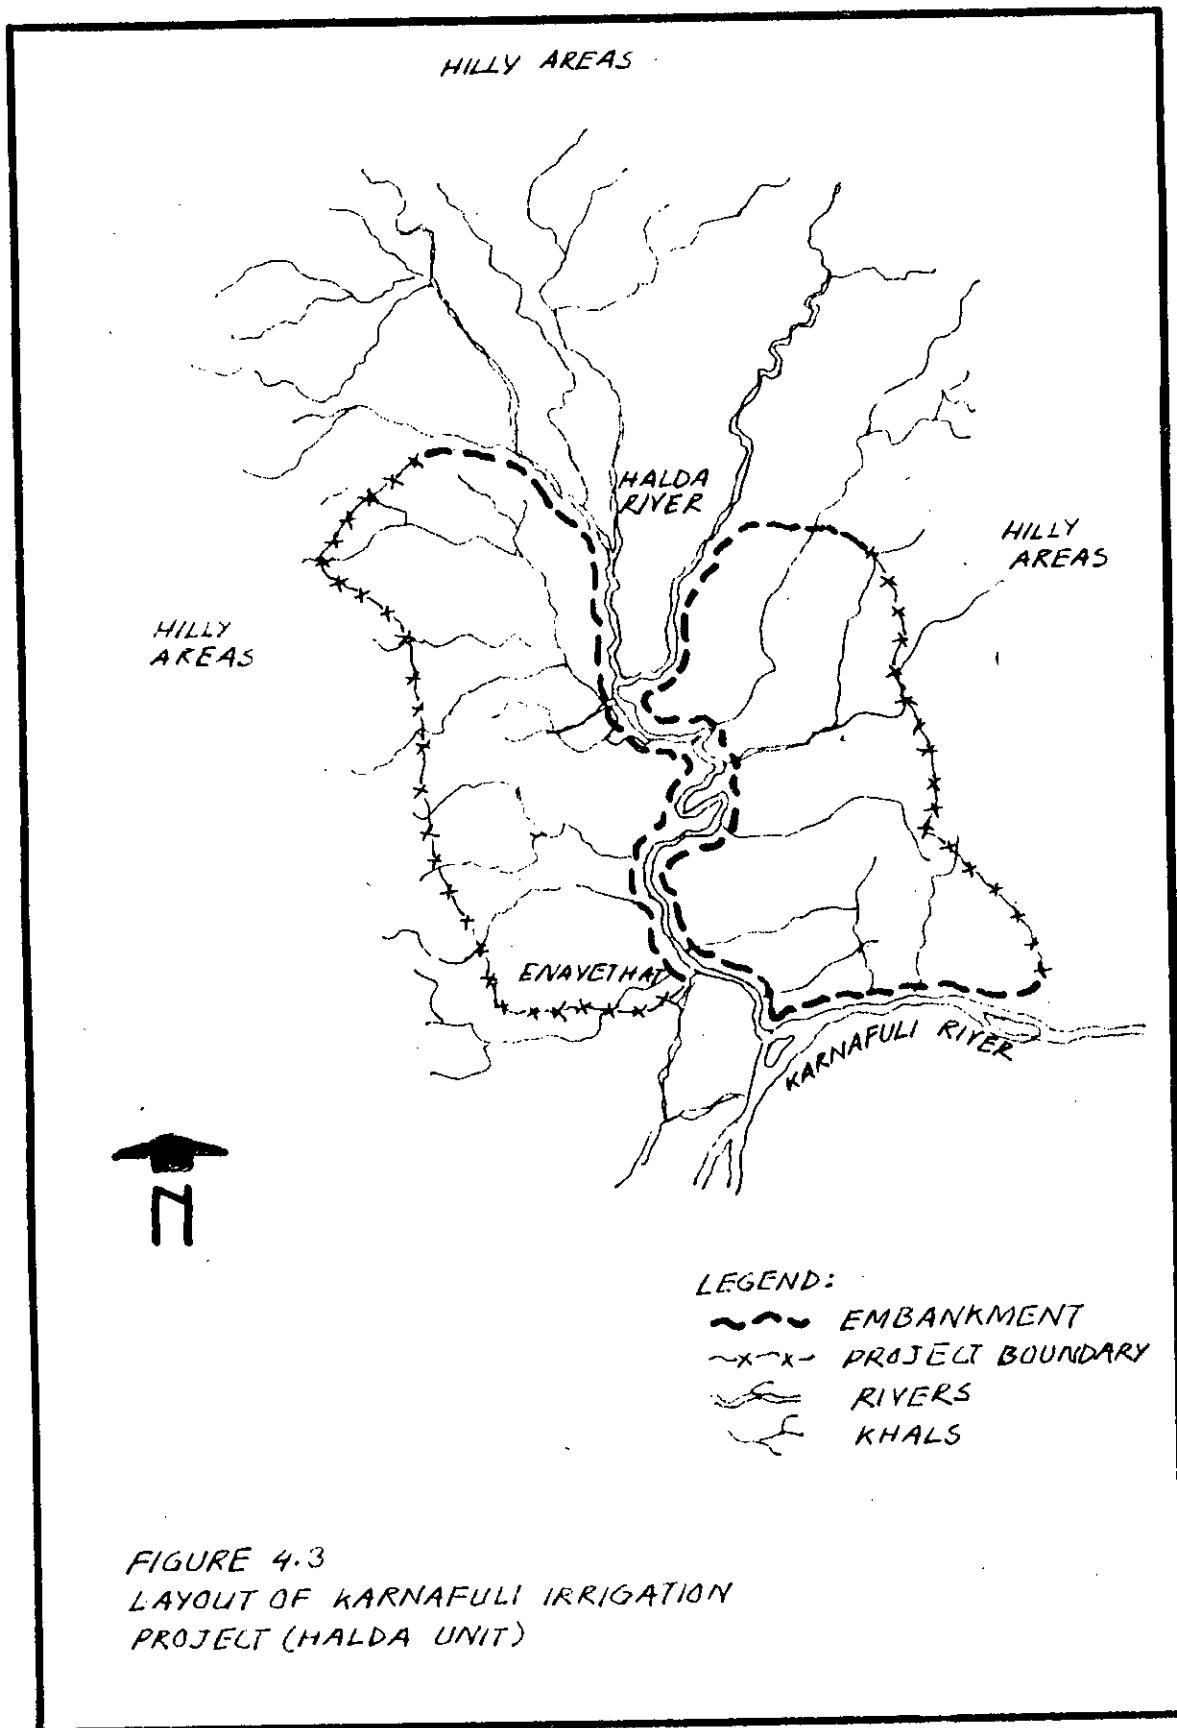 HILLY AREAS
HALDA
RIVER
HILLY
AREAS
HILLY
AREAS
ENAYETHAT
KARNAFULI RIVER
N
LEGEND:
EMBANKMENT
PROJECT BOUNDARY
RIVERS
KHALS
FIGURE 4.3
LAYOUT OF KARNAFULI IRRIGATION
PROJECT (HALDA UNIT)